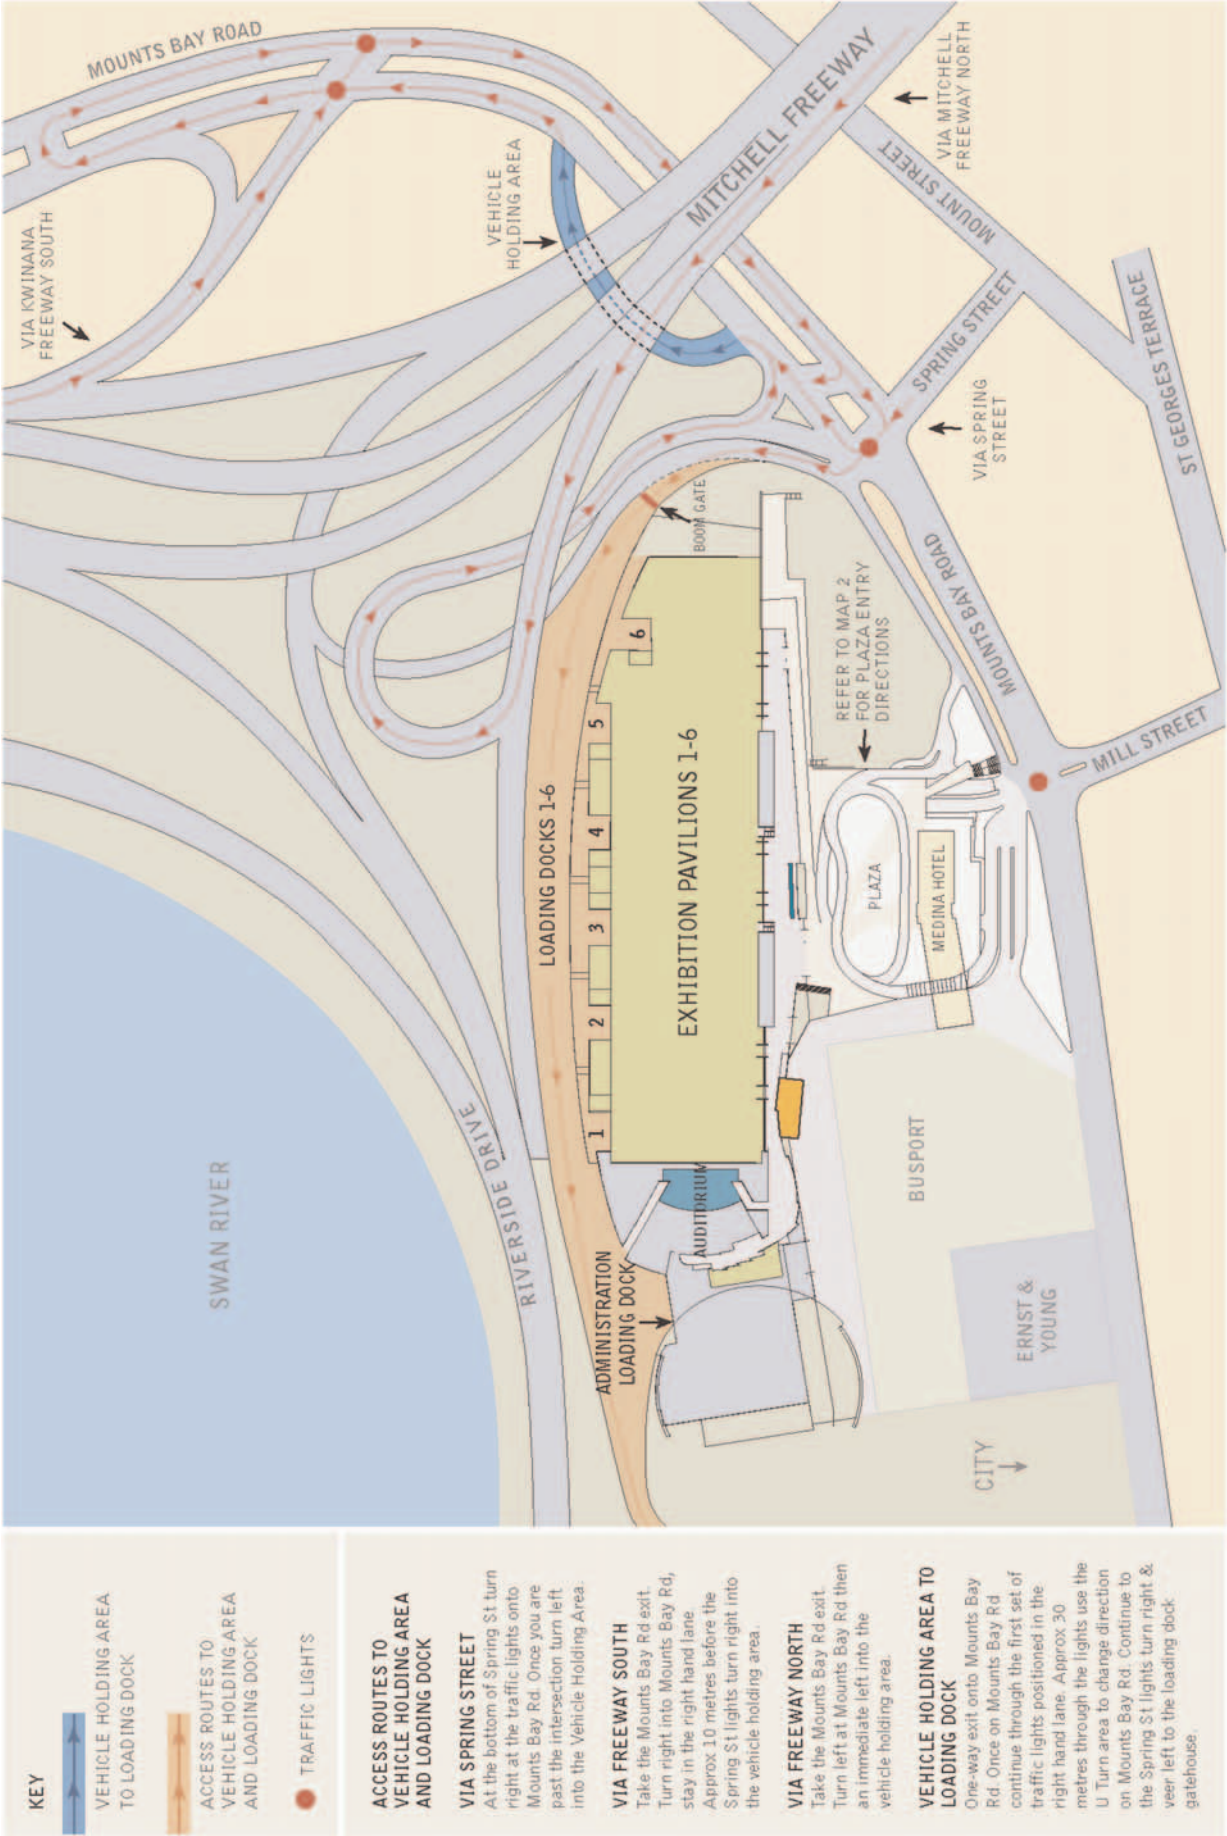 KEY
VEHICLE HOLDING AREA
TO LOADING DOCK
ACCESS ROUTES TO
VEHICLE HOLDING AREA
AND LOADING DOCK
TRAFFIC LIGHTS
ACCESS ROUTES TO
VEHICLE HOLDING AREA
AND LOADING DOCK
VIA SPRING STREET
At the bottom of Spring St turn
right at the traffic lights onto
Mounts Bay Rd. Once you are
past the intersection turn left
into the Vehicle Holding Area.
VIA FREEWAY SOUTH
Take the Mounts Bay Rd exit.
Turn right into Mounts Bay Rd,
stay in the right hand lane.
Approx 10 metres before the
Spring St lights turn right into
the vehicle holding area.
VIA FREEWAY NORTH
Take the Mounts Bay Rd exit.
Turn left at Mounts Bay Rd then
an immediate left into the
vehicle holding area.
VEHICLE HOLDING AREA TO
LOADING DOCK
One-way exit onto Mounts Bay
Rd. Once on Mounts Bay Rd
continue through the first set of
traffic lights positioned in the
right hand lane. Approx 30
metres through the lights use the
U Turn area to change direction
on Mounts Bay Rd. Continue to
the Spring St lights turn right &
veer left to the loading dock
gatehouse.
SWAN RIVER
RIVERSIDE DRIVE
ADMINISTRATION
LOADING DOCK
AUDITORIUM
CITY
ERNST &
YOUNG
BUSPORT
LOADING DOCKS 1-6
1
2
3
4
5
6
EXHIBITION PAVILIONS 1-6
PLAZA
MEDINA HOTEL
REFER TO MAP 2
FOR PLAZA ENTRY
DIRECTIONS
BOOM GATE
MOUNTS BAY ROAD
MILL STREET
VIA KWINANA
FREEWAY SOUTH
MOUNTS BAY ROAD
VEHICLE
HOLDING AREA
MITCHELL FREEWAY
VIA SPRING
STREET
SPRING STREET
MOUNT STREET
ST GEORGES TERRACE
VIA MITCHELL
FREEWAY NORTH